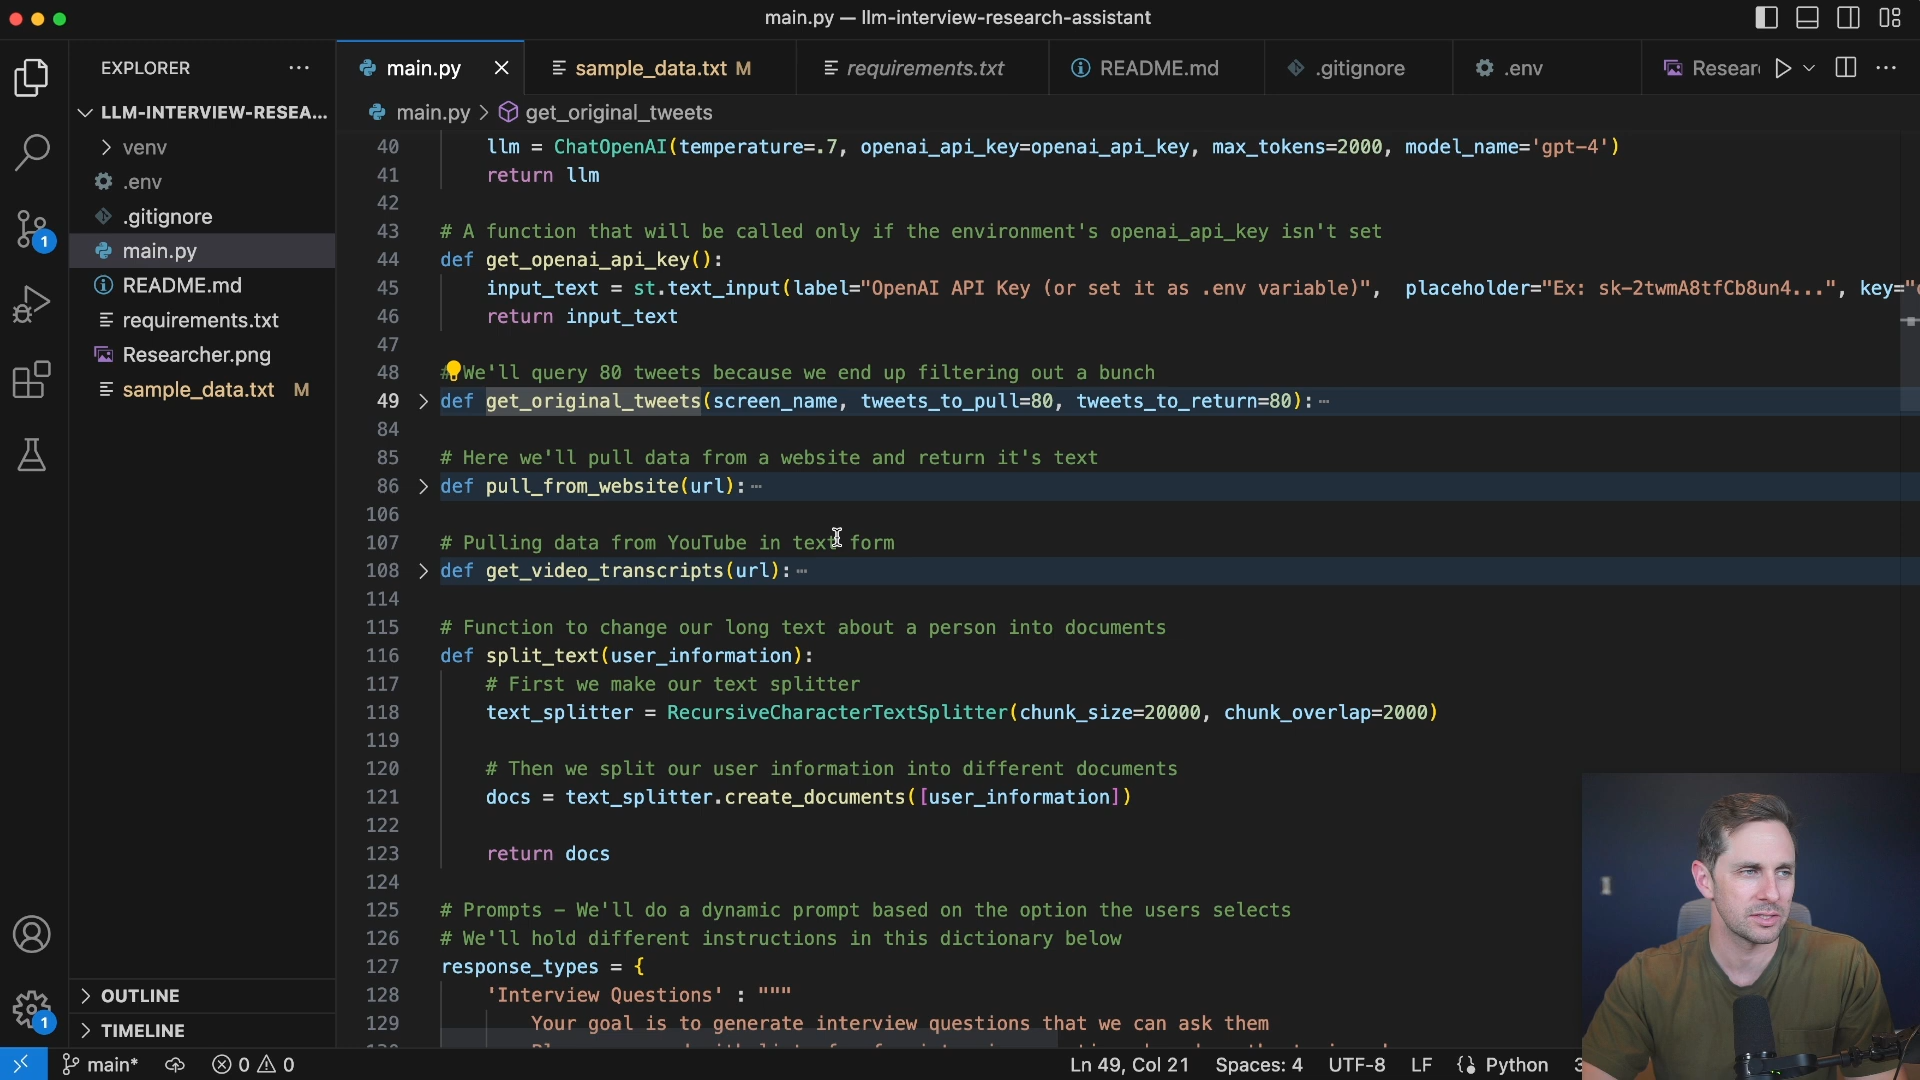 main.py — llm-interview-research-assistant
EXPLORER
LLM-INTERVIEW-RESEA...
venv
.env
.gitignore
main.py
README.md
requirements.txt
Researcher.png
sample_data.txt M
OUTLINE
TIMELINE
main.py
sample_data.txt M
requirements.txt
README.md
.gitignore
.env
Resear
main.py > get_original_tweets
40 llm = ChatOpenAI(temperature=.7, openai_api_key=openai_api_key, max_tokens=2000, model_name='gpt-4')
41 return llm
42
43 # A function that will be called only if the environment's openai_api_key isn't set
44 def get_openai_api_key():
45 input_text = st.text_input(label="OpenAI API Key (or set it as .env variable)", placeholder="Ex: sk-2twmA8tfCb8un4...", key="
46 return input_text
47
48 # We'll query 80 tweets because we end up filtering out a bunch
49 def get_original_tweets(screen_name, tweets_to_pull=80, tweets_to_return=80):
84
85 # Here we'll pull data from a website and return it's text
86 def pull_from_website(url):
106
107 # Pulling data from YouTube in text form
108 def get_video_transcripts(url):
114
115 # Function to change our long text about a person into documents
116 def split_text(user_information):
117 # First we make our text splitter
118 text_splitter = RecursiveCharacterTextSplitter(chunk_size=20000, chunk_overlap=2000)
119
120 # Then we split our user information into different documents
121 docs = text_splitter.create_documents([user_information])
122
123 return docs
124
125 # Prompts – We'll do a dynamic prompt based on the option the users selects
126 # We'll hold different instructions in this dictionary below
127 response_types = {
128 'Interview Questions' : """
129 Your goal is to generate interview questions that we can ask them
1
1
main*
0 0
Ln 49, Col 21
Spaces: 4
UTF-8
LF
{} Python